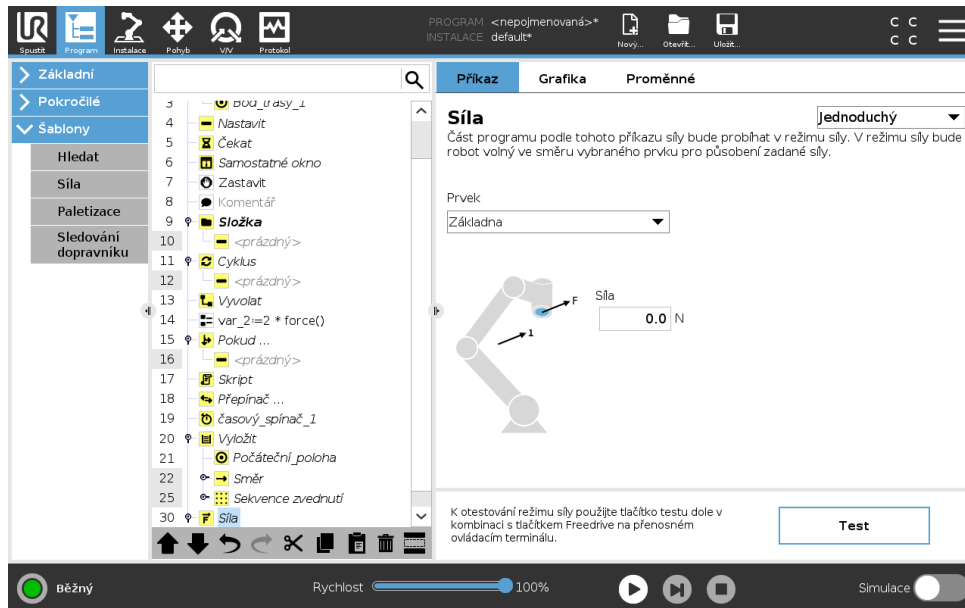 PROGRAM <nepojmenovaná>*
INSTALACE default*
Spustit
Program
Instalace
Pohyb
V/V
Protokol
Nový...
Otevřít...
Uložit...
C C
C C
Základní
Pokročilé
Šablony
Hledat
Síla
Paletizace
Sledování
dopravníku
3 Bod_trasy_1
4 Nastavit
5 Čekat
6 Samostatné okno
7 Zastavit
8 Komentář
9 Složka
10 <prázdný>
11 Cyklus
12 <prázdný>
13 Vyvolat
14 var_2:=2 * force()
15 Pokud ...
16 <prázdný>
17 Skript
18 Přepínač ...
19 časový_spínač_1
20 Vyložit
21 Počáteční_poloha
22 Směr
25 Sekvence zvednutí
30 Síla
Příkaz
Grafika
Proměnné
Síla
Jednoduchý
Část programu podle tohoto příkazu síly bude probíhat v režimu síly. V režimu síly bude
robot volný ve směru vybraného prvku pro působení zadané síly.
Prvek
Základna
F
1
Síla
0.0 N
K otestování režimu síly použijte tlačítko testu dole v
kombinaci s tlačítkem Freedrive na přenosném
ovládacím terminálu.
Test
Běžný
Rychlost
100%
Simulace